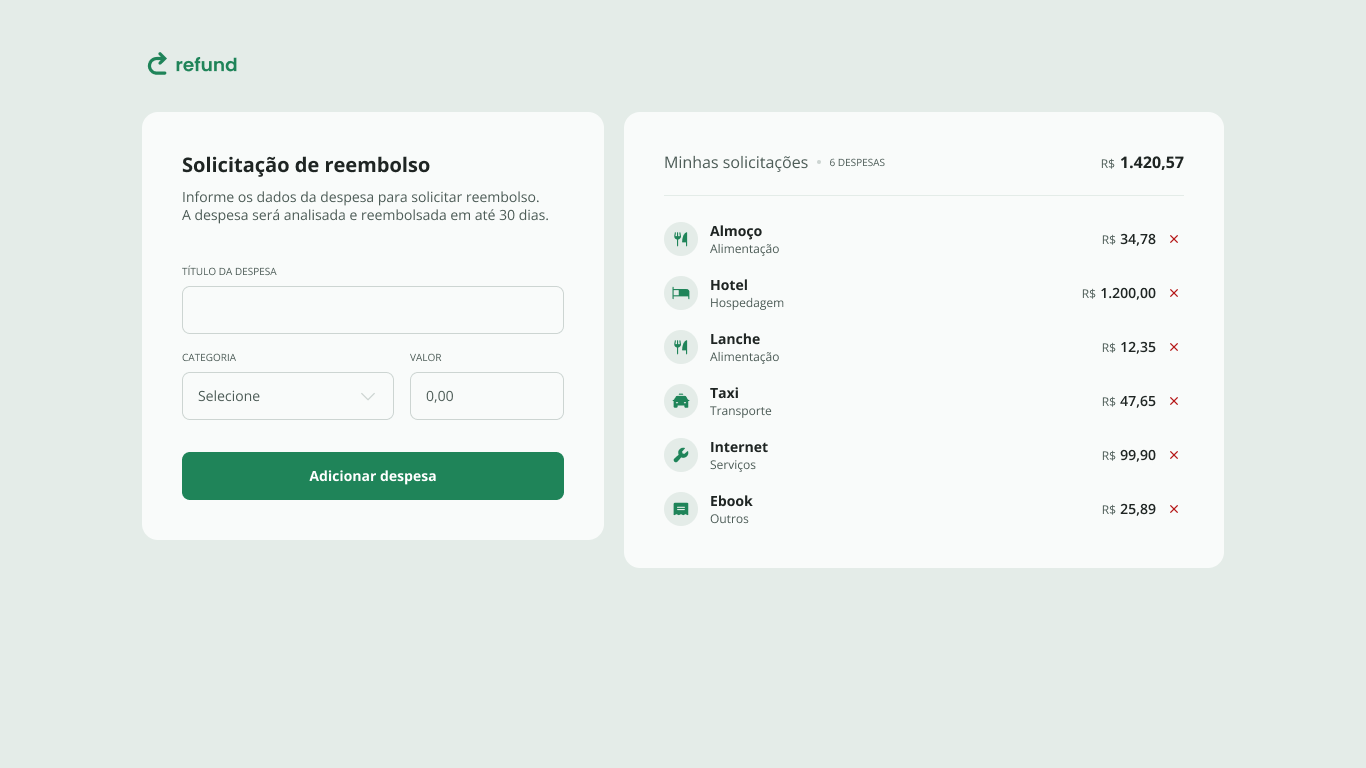 refund
Solicitação de reembolso
Informe os dados da despesa para solicitar reembolso.
A despesa será analisada e reembolsada em até 30 dias.
TÍTULO DA DESPESA
CATEGORIA VALOR
Selecione 0,00
Adicionar despesa
Minhas solicitações • 6 DESPESAS R$ 1.420,57
Almoço
Alimentação
R$ 34,78
Hotel
Hospedagem
R$ 1.200,00
Lanche
Alimentação
R$ 12,35
Taxi
Transporte
R$ 47,65
Internet
Serviços
R$ 99,90
Ebook
Outros
R$ 25,89